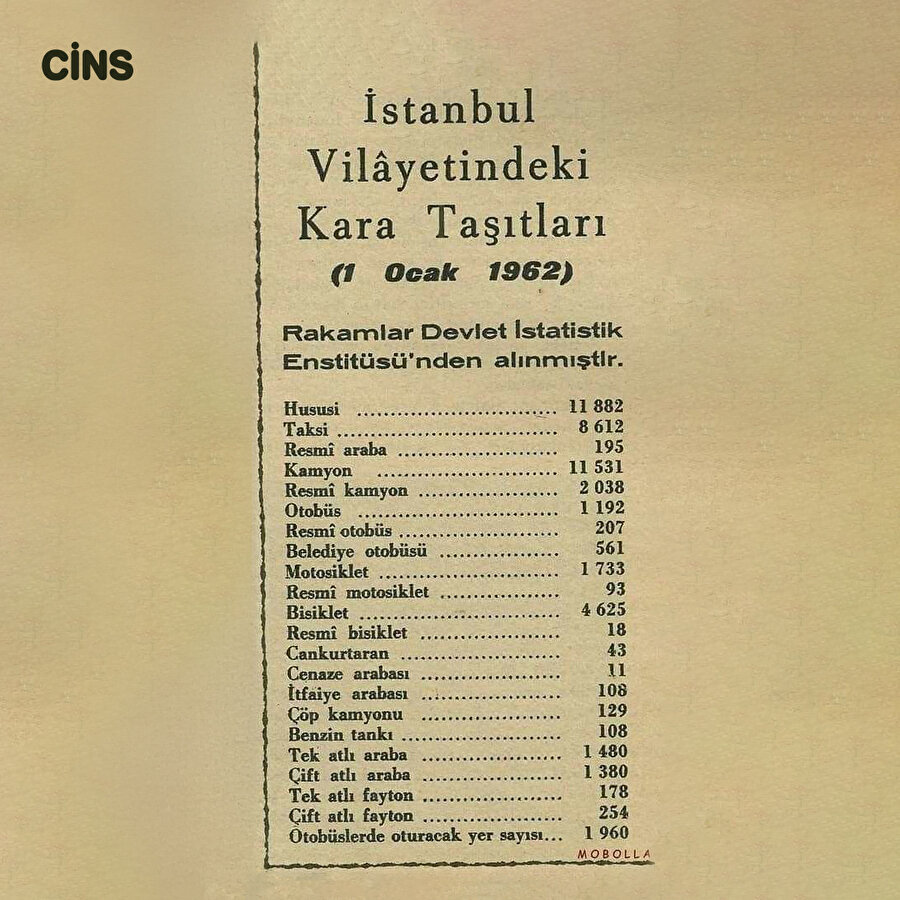 CİNS
İstanbul
Vilâyetindeki
Kara Taşıtları
(1 Ocak 1962)
Rakamlar Devlet İstatistik
Enstitüsü'nden alınmıştır.
Hususi .............................. 11 882
Taksi .............................. 8 612
Resmî araba .............................. 195
Kamyon .............................. 11 531
Resmî kamyon .............................. 2 038
Otobüs .............................. 1 192
Resmî otobüs .............................. 207
Belediye otobüsü .............................. 561
Motosiklet .............................. 1 733
Resmî motosiklet .............................. 93
Bisiklet .............................. 4 625
Resmî bisiklet .............................. 18
Cankurtaran .............................. 43
Cenaze arabası .............................. 11
İtfaiye arabası .............................. 108
Çöp kamyonu .............................. 129
Benzin tankı .............................. 108
Tek atlı araba .............................. 1 480
Çift atlı araba .............................. 1 380
Tek atlı fayton .............................. 178
Çift atlı fayton .............................. 254
Otobüslerde oturacak yer sayısı... 1 960
MOBOLLA